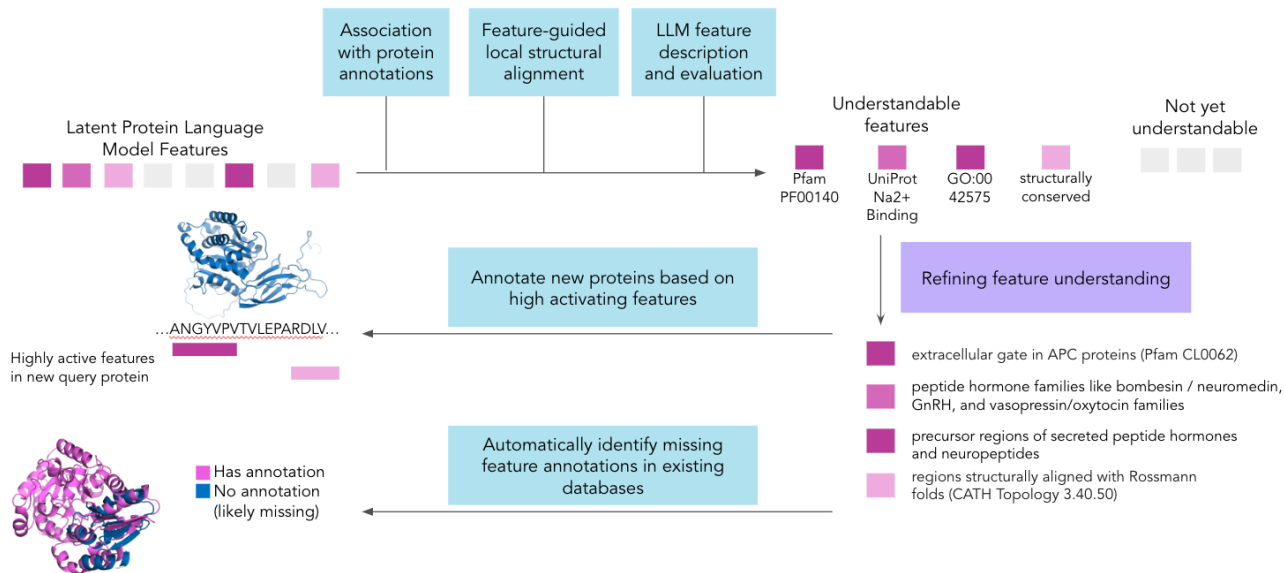 Association
with protein
annotations
Feature-guided
local structural
alignment
LLM feature
description
and evaluation
Latent Protein Language
Model Features
Understandable
features
Not yet
understandable
Pfam
PF00140
UniProt
Na2+
Binding
GO:00
42575
structurally
conserved
Annotate new proteins based on
high activating features
Refining feature understanding
...ANGYVPVTVLEPARDLV...
Highly active features
in new query protein
extracellular gate in APC proteins (Pfam CL0062)
peptide hormone families like bombesin / neuromedin,
GnRH, and vasopressin/oxytocin families
precursor regions of secreted peptide hormones
and neuropeptides
regions structurally aligned with Rossmann
folds (CATH Topology 3.40.50)
Automatically identify missing
feature annotations in existing
databases
Has annotation
No annotation
(likely missing)